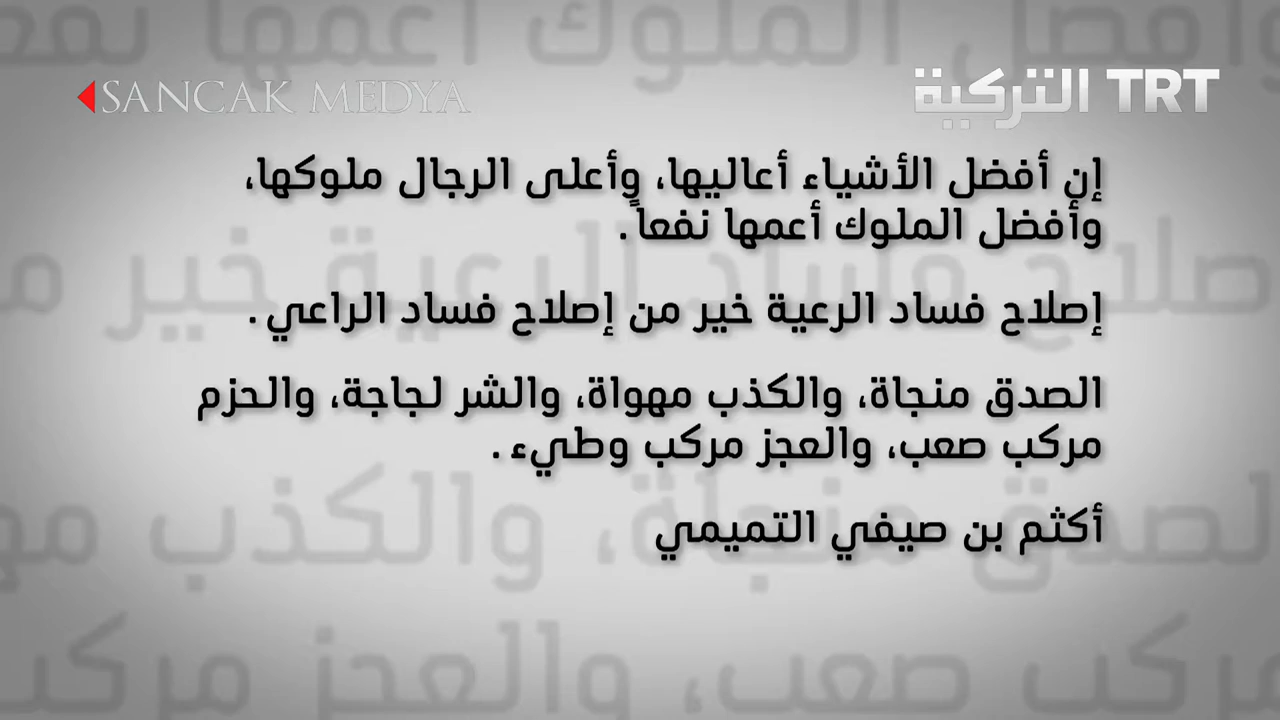 SANCAK MEDYA
TRT التركية
إن أفضل الأشياء أعاليها، وأعلى الرجال ملوكها،
وأفضل الملوك أعمها نفعاً.
إصلاح فساد الرعية خير من إصلاح فساد الراعي.
الصدق منجاة، والكذب مهواة، والشر لجاجة، والحزم
مركب صعب، والعجز مركب وطيء.
أكثم بن صيفي التميمي